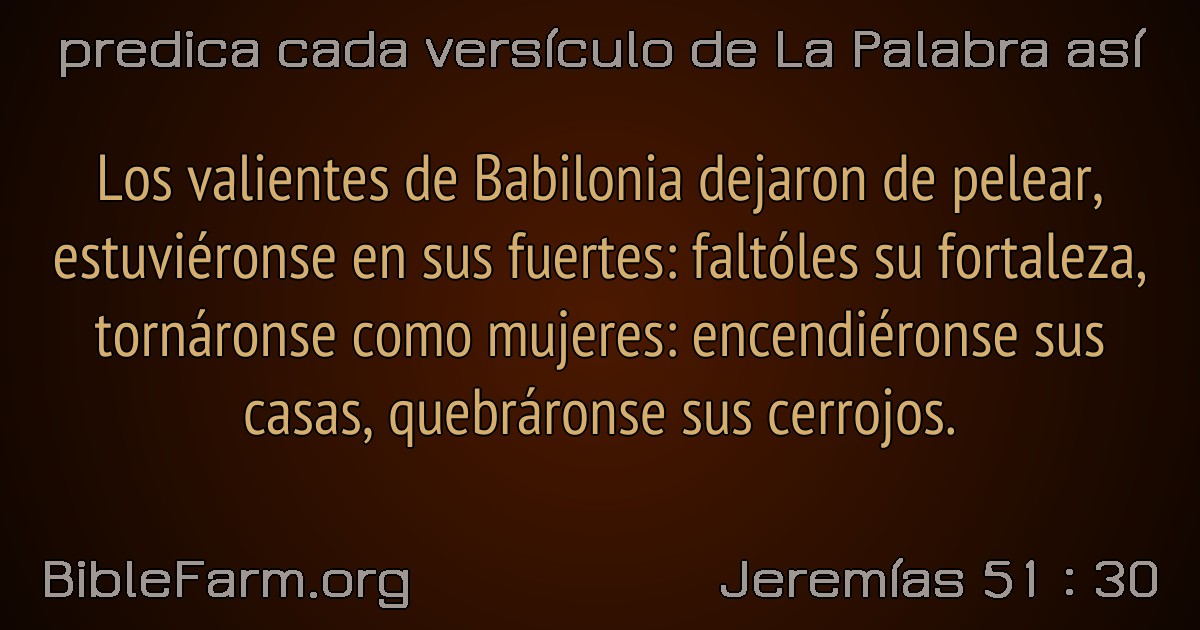 predica cada versículo de La Palabra así
Los valientes de Babilonia dejaron de pelear,
estuviéronse en sus fuertes: faltóles su fortaleza,
tornáronse como mujeres: encendiéronse sus
casas, quebráronse sus cerrojos.
BibleFarm.org
Jeremías 51 : 30